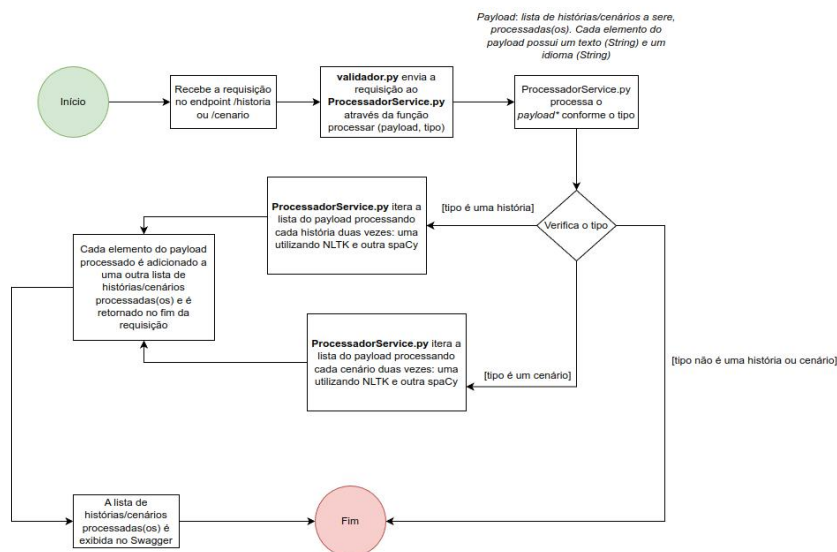 Payload: lista de histórias/cenários a sere,
processadas(os). Cada elemento do
payload possui um texto (String) e um
idioma (String)
Início
Recebe a requisição
no endpoint /historia
ou /cenario
validador.py envia a
requisição ao
ProcessadorService.py
através da função
processar (payload, tipo)
ProcessadorService.py
processa o
payload* conforme o tipo
Verifica o tipo
[tipo é uma história]
ProcessadorService.py itera a
lista do payload processando
cada história duas vezes: uma
utilizando NLTK e outra spaCy
Cada elemento do payload
processado é adicionado a
uma outra lista de
histórias/cenários
processadas(os) e é
retornado no fim da
requisição
ProcessadorService.py itera a
lista do payload processando
cada cenário duas vezes: uma
utilizando NLTK e outra spaCy
[tipo é um cenário]
[tipo não é uma história ou cenário]
A lista de
histórias/cenários
processadas(os) é
exibida no Swagger
Fim